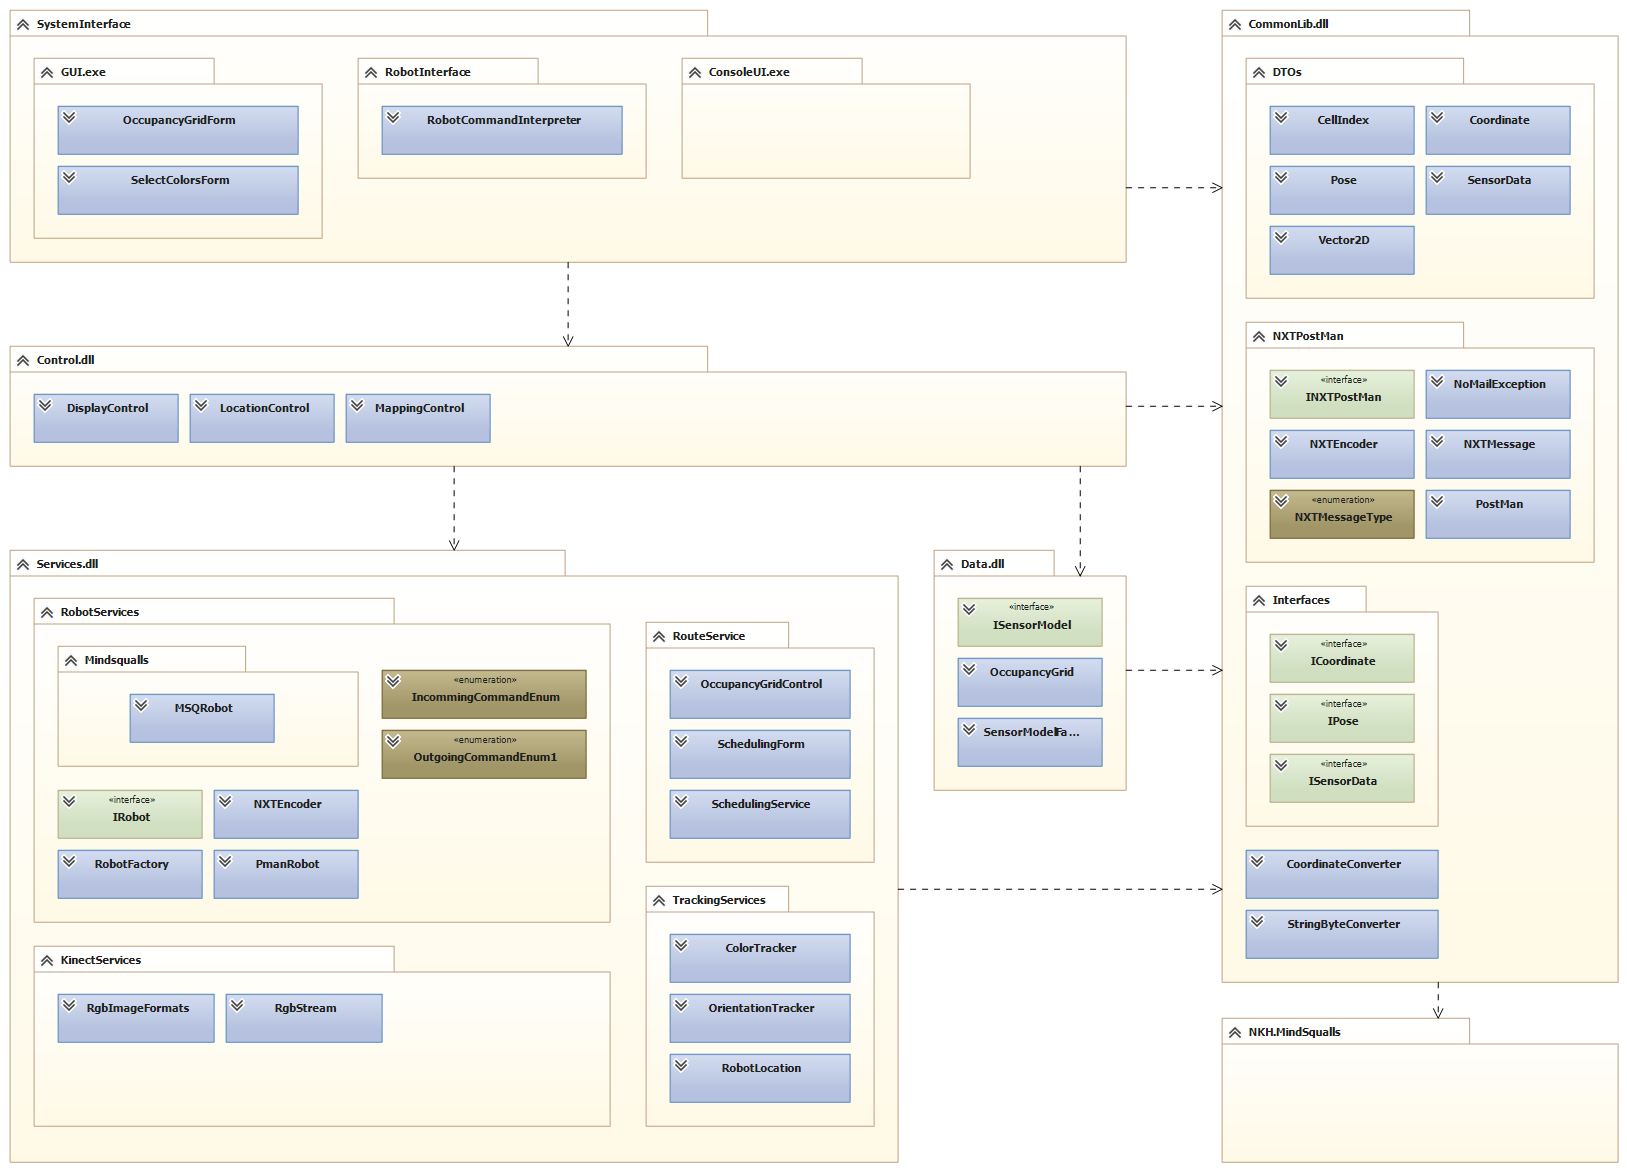 SystemInterface
GUI.exe
OccupancyGridForm
SelectColorsForm
RobotInterface
RobotCommandInterpreter
ConsoleUI.exe
Control.dll
DisplayControl
LocationControl
MappingControl
Services.dll
RobotServices
Mindsqualls
MSQRobot
«enumeration»
IncommingCommandEnum
«enumeration»
OutgoingCommandEnum1
«interface»
IRobot
NXTEncoder
RobotFactory
PmanRobot
KinectServices
RgbImageFormats
RgbStream
RouteService
OccupancyGridControl
SchedulingForm
SchedulingService
TrackingServices
ColorTracker
OrientationTracker
RobotLocation
Data.dll
«interface»
ISensorModel
OccupancyGrid
SensorModelFa...
CommonLib.dll
DTOs
CellIndex
Coordinate
Pose
SensorData
Vector2D
NXTPostMan
«interface»
INXTPostMan
NoMailException
NXTEncoder
NXTMessage
«enumeration»
NXTMessageType
PostMan
Interfaces
«interface»
ICoordinate
«interface»
IPose
«interface»
ISensorData
CoordinateConverter
StringByteConverter
NKH.MindSqualls